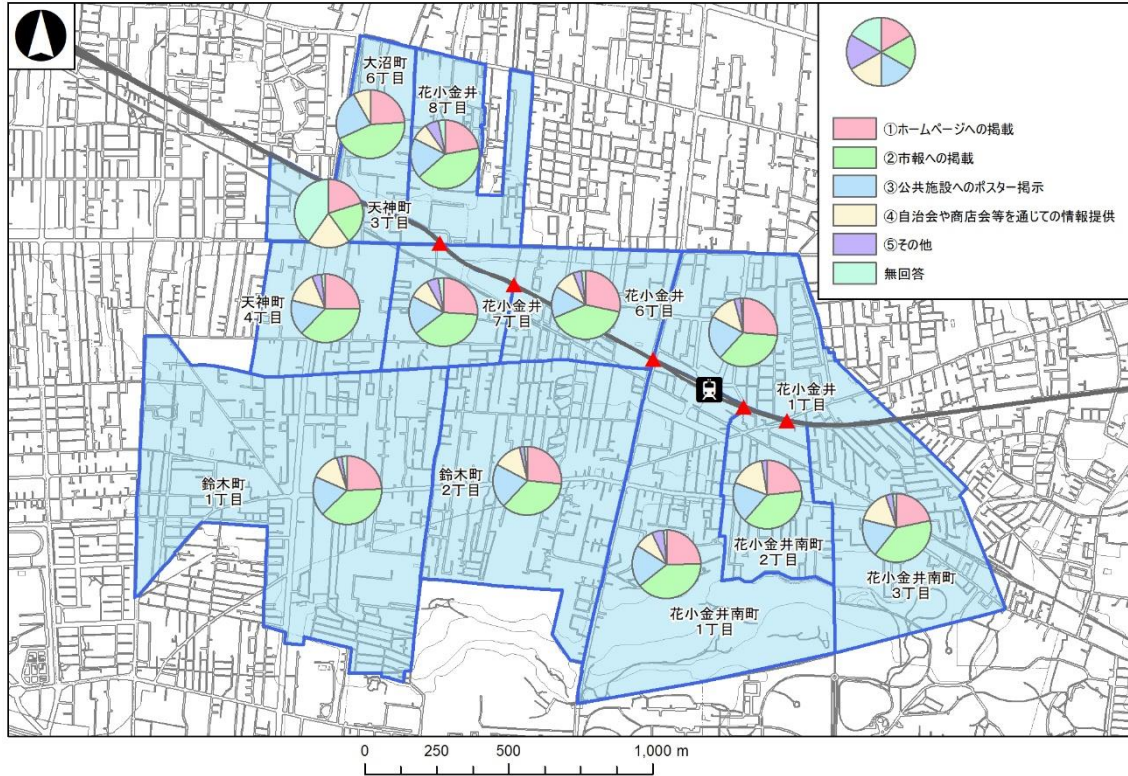 大沼町
6丁目
花小金井
8丁目
天神町
3丁目
天神町
4丁目
花小金井
7丁目
花小金井
6丁目
花小金井
1丁目
鈴木町
1丁目
鈴木町
2丁目
花小金井南町
2丁目
花小金井南町
3丁目
花小金井南町
1丁目
①ホームページへの掲載
②市報への掲載
③公共施設へのポスター掲示
④自治会や商店会等を通じての情報提供
⑤その他
無回答
0 250 500 1,000 m